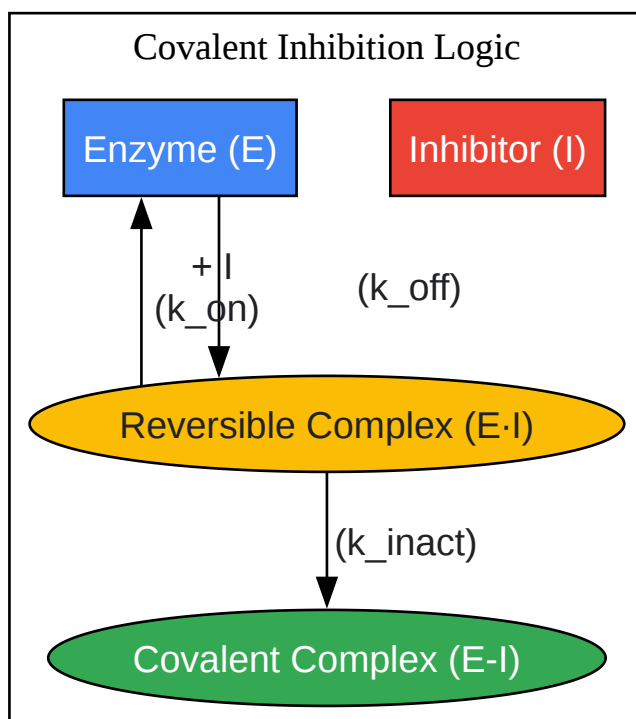 Covalent Inhibition Logic
Enzyme (E)
Inhibitor (I)
+ I
(k_on)
(k_off)
Reversible Complex (E·I)
(k_inact)
Covalent Complex (E-I)